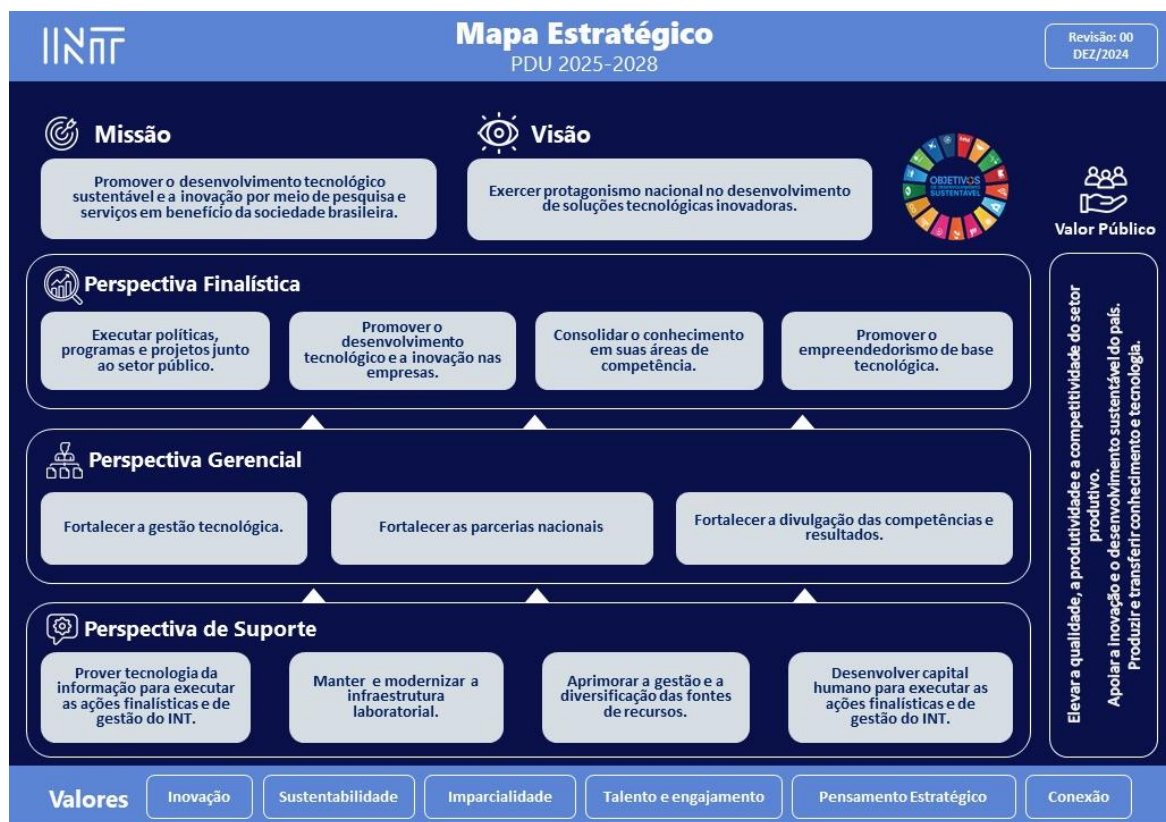 INT
Mapa Estratégico
PDU 2025-2028
Revisão: 00
DEZ/2024
Missão
Promover o desenvolvimento tecnológico
sustentável e a inovação por meio de pesquisa e
serviços em benefício da sociedade brasileira.
Visão
Exercer protagonismo nacional no desenvolvimento
de soluções tecnológicas inovadoras.
OBJETIVOS
DE DESENVOLVIMENTO
SUSTENTÁVEL
Valor Público
Elevar a qualidade, a produtividade e a competitividade do setor
produtivo.
Apoiar a inovação e o desenvolvimento sustentável do país.
Produzir e transferir conhecimento e tecnologia.
Perspectiva Finalística
Executar políticas,
programas e projetos junto
ao setor público.
Promover o
desenvolvimento
tecnológico e a inovação nas
empresas.
Consolidar o conhecimento
em suas áreas de
competência.
Promover o
empreendedorismo de base
tecnológica.
Perspectiva Gerencial
Fortalecer a gestão tecnológica.
Fortalecer as parcerias nacionais
Fortalecer a divulgação das competências e
resultados.
Perspectiva de Suporte
Prover tecnologia da
informação para executar
as ações finalísticas e de
gestão do INT.
Manter e modernizar a
infraestrutura
laboratorial.
Aprimorar a gestão e a
diversificação das fontes
de recursos.
Desenvolver capital
humano para executar as
ações finalísticas e de
gestão do INT.
Valores
Inovação
Sustentabilidade
Imparcialidade
Talento e engajamento
Pensamento Estratégico
Conexão